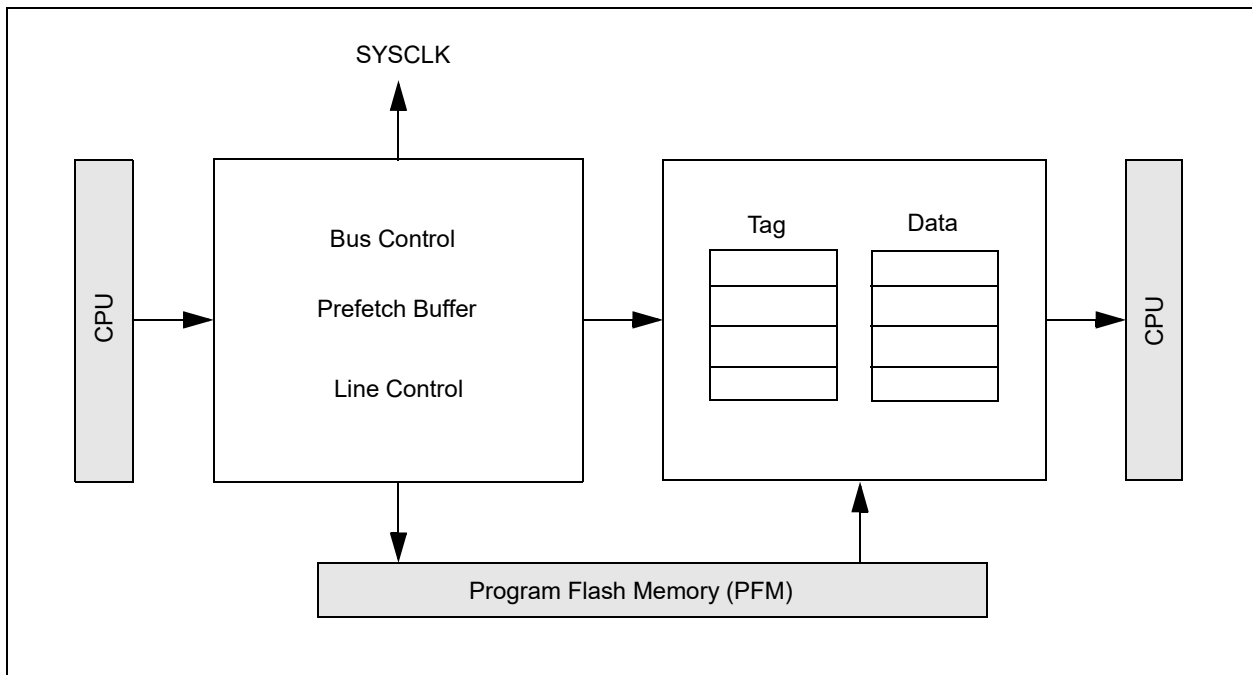 SYSCLK
CPU
Bus Control
Prefetch Buffer
Line Control
Tag
Data
CPU
Program Flash Memory (PFM)